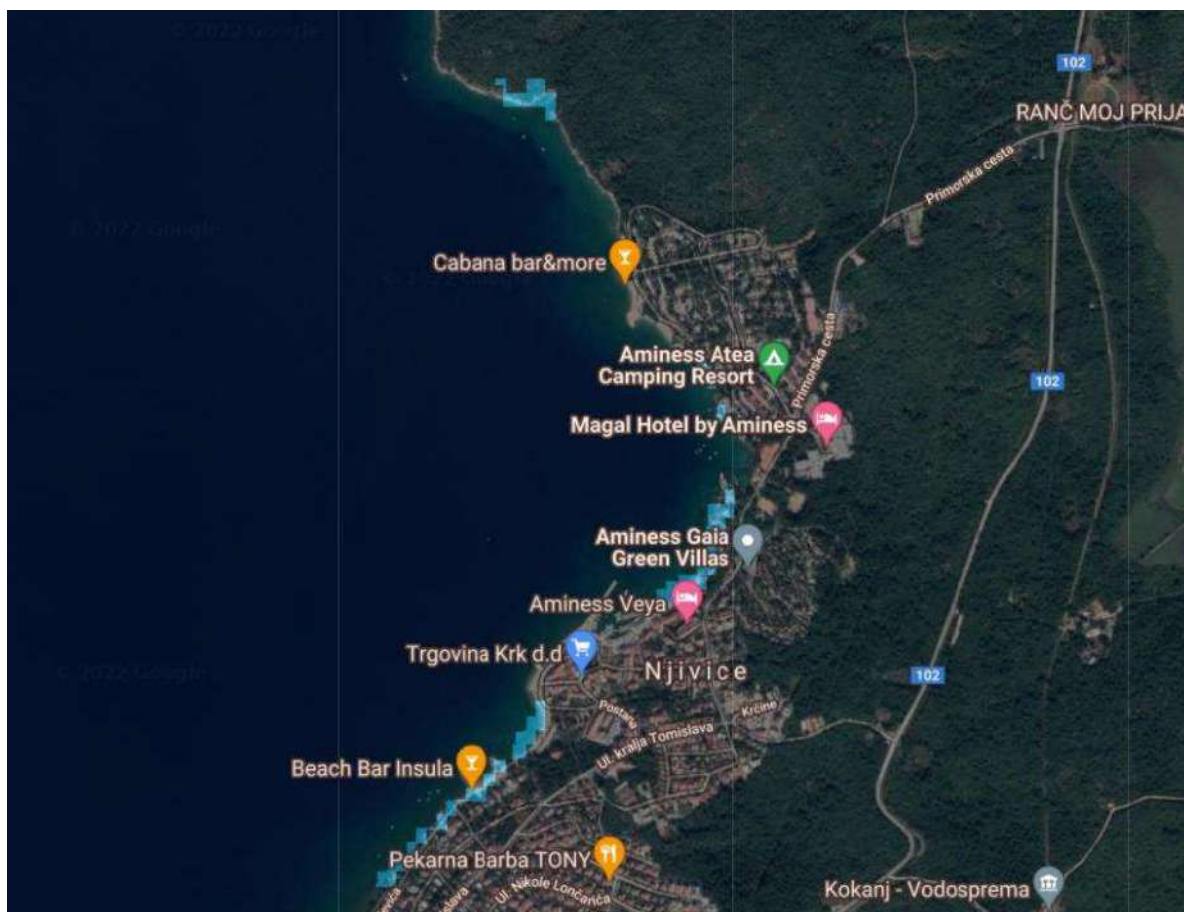 © 2022 Google
102
RANČ MOJ PRIJA
Primorska cesta
© 2022 Google
Cabana bar&more
© 2022 Google
Primorska cesta
Aminess Atea
Camping Resort
102
Magal Hotel by Aminess
Aminess Gaia
Green Villas
Aminess Veya
Trgovina Krk d.d
Njivice
© 2022 Google
102
Krčine
Ul. kralja Tomislava
Beach Bar Insula
Pekarna Barba TONY
Ul. Nikole Lončarića
Kokanj - Vodosprema